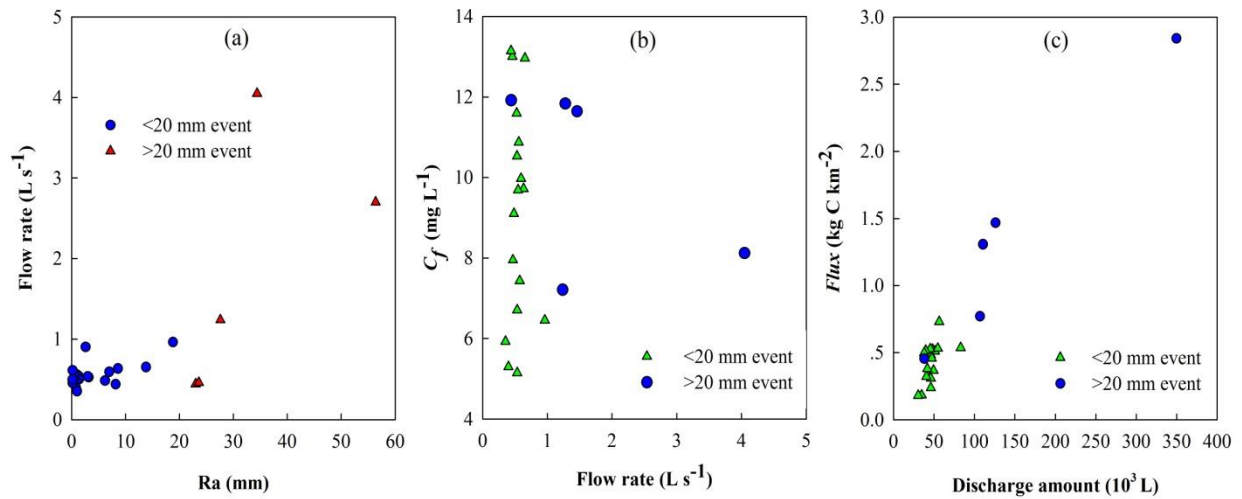 (a)
Flow rate (L s⁻¹)
5
4
3
2
1
0
<20 mm event
>20 mm event
0 10 20 30 40 50 60
Ra (mm)
(b)
C_f (mg L⁻¹)
14
12
10
8
6
4
<20 mm event
>20 mm event
0 1 2 3 4 5
Flow rate (L s⁻¹)
(c)
Flux (kg C km⁻²)
3.0
2.5
2.0
1.5
1.0
.5
0.0
<20 mm event
>20 mm event
0 50 100 150 200 250 300 350 400
Discharge amount (10³ L)